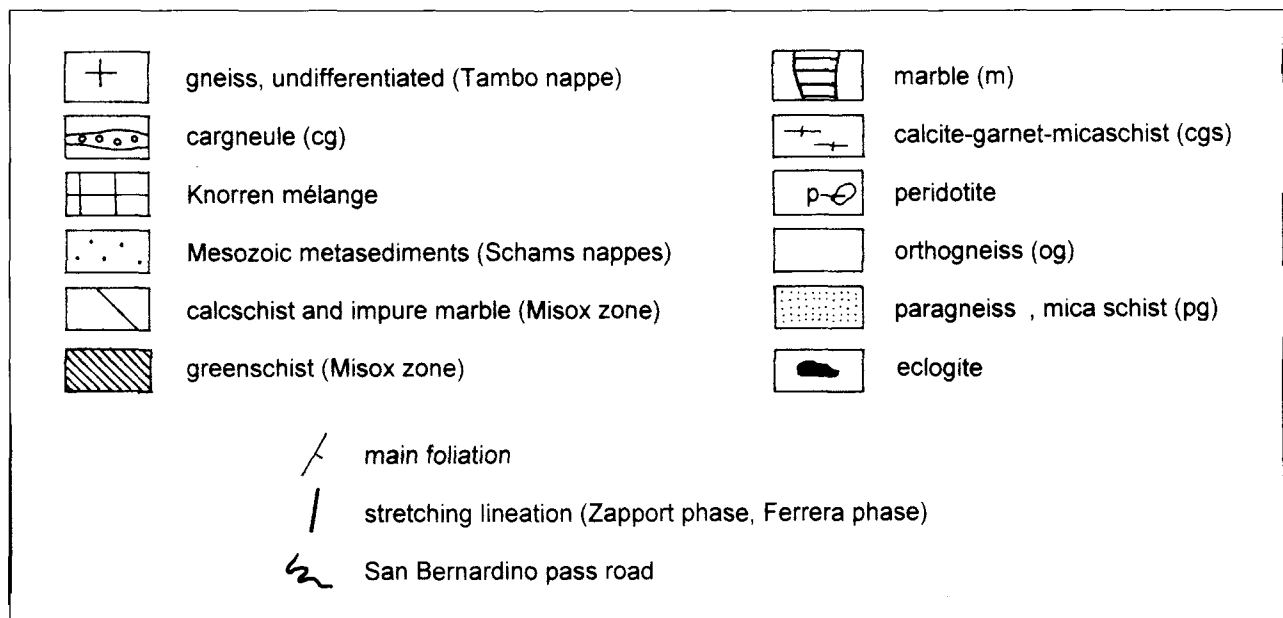 gneiss, undifferentiated (Tambo nappe)
cargneule (cg)
Knorren mélange
Mesozoic metasediments (Schams nappes)
calcschist and impure marble (Misox zone)
greenschist (Misox zone)
marble (m)
calcite-garnet-micaschist (cgs)
p
peridotite
orthogneiss (og)
paragneiss , mica schist (pg)
eclogite
main foliation
stretching lineation (Zapport phase, Ferrera phase)
San Bernardino pass road